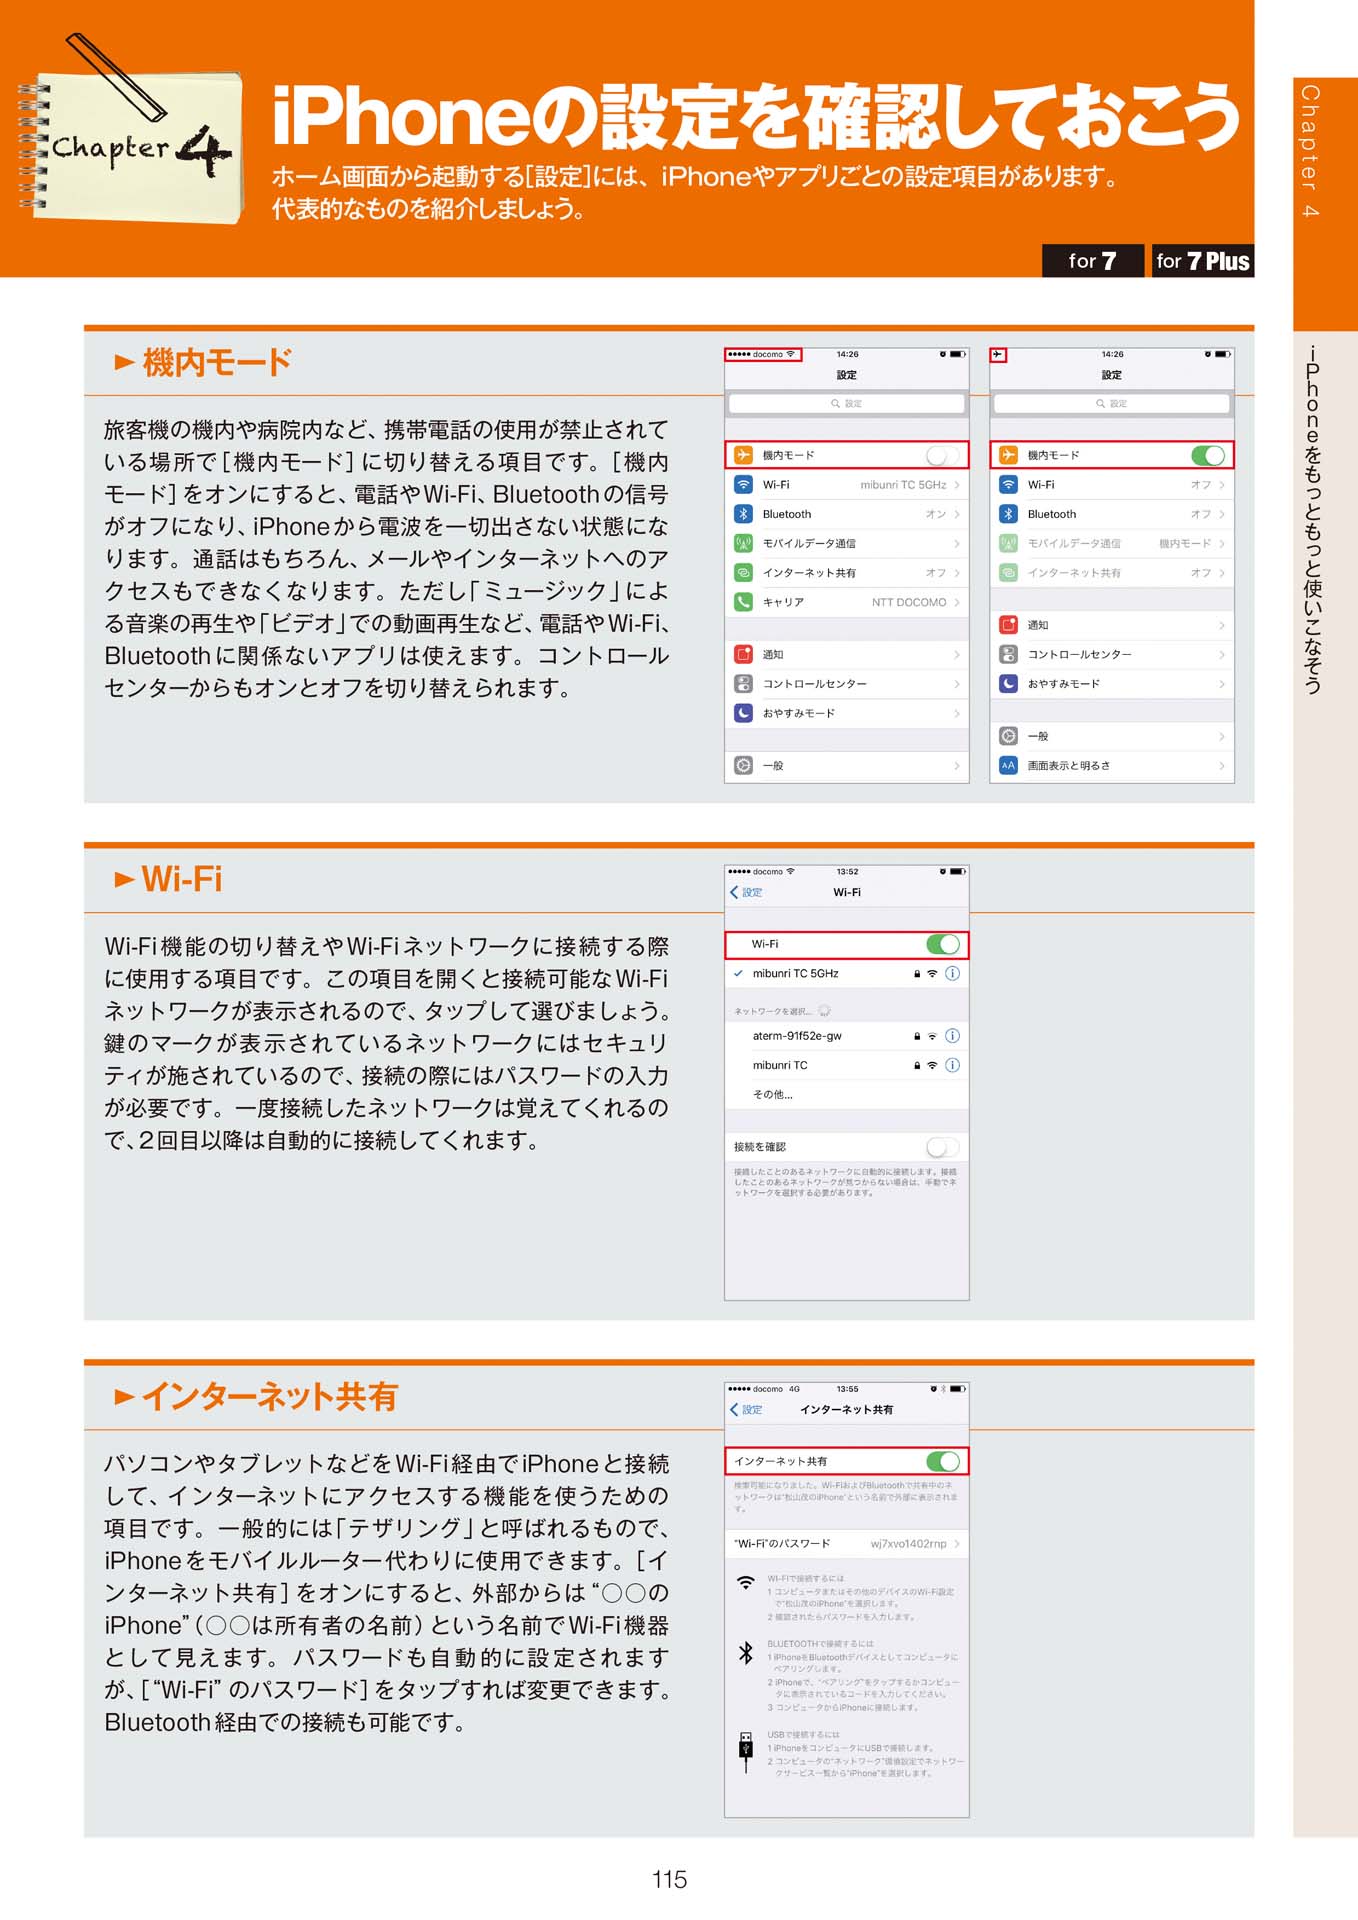 Chapter 4
iPhoneの設定を確認しておこう
ホーム画面から起動する[設定]には、iPhoneやアプリごとの設定項目があります。
代表的なものを紹介しましょう。
for 7
for 7 Plus
Chapter 4
iPhoneをもっともっと使いこなそう
►機内モード
旅客機の機内や病院内など、携帯電話の使用が禁止されて
いる場所で[機内モード]に切り替える項目です。[機内
モード]をオンにすると、電話やWi-Fi、Bluetoothの信号
がオフになり、iPhoneから電波を一切出さない状態にな
ります。通話はもちろん、メールやインターネットへのア
クセスもできなくなります。ただし「ミュージック」によ
る音楽の再生や「ビデオ」での動画再生など、電話やWi-Fi、
Bluetoothに関係ないアプリは使えます。コントロール
センターからもオンとオフを切り替えられます。
●●●●● docomo 14:26
設定
設定
機内モード
Wi-Fi mibunri TC 5GHz
Bluetooth オン
モバイルデータ通信
インターネット共有 オフ
キャリア NTT DOCOMO
通知
コントロールセンター
おやすみモード
一般
14:26
設定
設定
機内モード
Wi-Fi オフ
Bluetooth オフ
モバイルデータ通信 機内モード
インターネット共有 オフ
通知
コントロールセンター
おやすみモード
一般
AA 画面表示と明るさ
►Wi-Fi
Wi-Fi機能の切り替えやWi-Fiネットワークに接続する際
に使用する項目です。この項目を開くと接続可能なWi-Fi
ネットワークが表示されるので、タップして選びましょう。
鍵のマークが表示されているネットワークにはセキュリ
ティが施されているので、接続の際にはパスワードの入力
が必要です。一度接続したネットワークは覚えてくれるの
で、2回目以降は自動的に接続してくれます。
●●●●● docomo 13:52
設定 Wi-Fi
Wi-Fi
mibunri TC 5GHz
ネットワークを選択...
aterm-91f52e-gw
mibunri TC
その他...
接続を確認
接続したことのあるネットワークに自動的に接続します。接続
したことのあるネットワークが見つからない場合は、手動でネ
ットワークを選択する必要があります。
►インターネット共有
パソコンやタブレットなどをWi-Fi経由でiPhoneと接続
して、インターネットにアクセスする機能を使うための
項目です。一般的には「テザリング」と呼ばれるもので、
iPhoneをモバイルルーター代わりに使用できます。[イ
ンターネット共有]をオンにすると、外部からは“○○の
iPhone”（○○は所有者の名前）という名前でWi-Fi機器
として見えます。パスワードも自動的に設定されます
が、[“Wi-Fi”のパスワード]をタップすれば変更できます。
Bluetooth経由での接続も可能です。
●●●●● docomo 4G 13:55
設定 インターネット共有
インターネット共有
検索可能になりました。Wi-FiおよびBluetoothで共有中のネ
ットワークは“松山茂のiPhone”という名前で外部に表示されま
す。
“Wi-Fi”のパスワード wj7xvo1402rnp
WI-FIで接続するには
1 コンピュータまたはその他のデバイスのWi-Fi設定
で“松山茂のiPhone”を選択します。
2 確認されたらパスワードを入力します。
BLUETOOTHで接続するには
1 iPhoneをBluetoothデバイスとしてコンピュータに
ペアリングします。
2 iPhoneで、“ペアリング”をタップするかコンピュー
タに表示されているコードを入力してください。
3 コンピュータからiPhoneに接続します。
USBで接続するには
1 iPhoneをコンピュータにUSBで接続します。
2 コンピュータの“ネットワーク”環境設定でネットワー
クサービス一覧から“iPhone”を選択します。
115